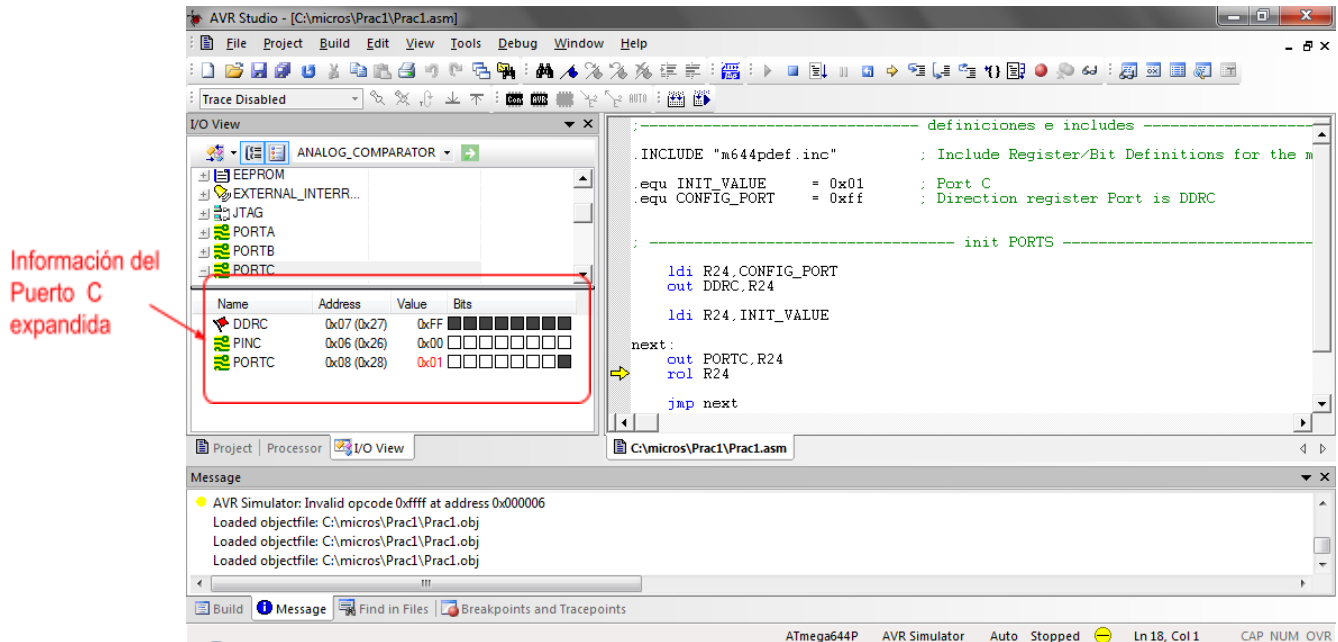 AVR Studio - [C:\micros\Prac1\Prac1.asm]
File Project Build Edit View Tools Debug Window Help
Trace Disabled
Con AVR AUTO
I/O View
ANALOG_COMPARATOR
EEPROM
EXTERNAL_INTERR...
JTAG
PORTA
PORTB
PORTC
Información del
Puerto C
expandida
Name Address Value Bits
DDRC 0x07 (0x27) 0xFF
PINC 0x06 (0x26) 0x00
PORTC 0x08 (0x28) 0x01
Project Processor I/O View
;------------------------------- definiciones e includes -------------------
.INCLUDE "m644pdef.inc" ; Include Register/Bit Definitions for the m
.equ INIT_VALUE = 0x01 ; Port C
.equ CONFIG_PORT = 0xff ; Direction register Port is DDRC
; ---------------------------------- init PORTS ----------------------------
ldi R24,CONFIG_PORT
out DDRC,R24
ldi R24,INIT_VALUE
next:
out PORTC,R24
rol R24
jmp next
C:\micros\Prac1\Prac1.asm
Message
AVR Simulator: Invalid opcode 0xffff at address 0x000006
Loaded objectfile: C:\micros\Prac1\Prac1.obj
Loaded objectfile: C:\micros\Prac1\Prac1.obj
Loaded objectfile: C:\micros\Prac1\Prac1.obj
Build Message Find in Files Breakpoints and Tracepoints
ATmega644P AVR Simulator Auto Stopped Ln 18, Col 1 CAP NUM OVR